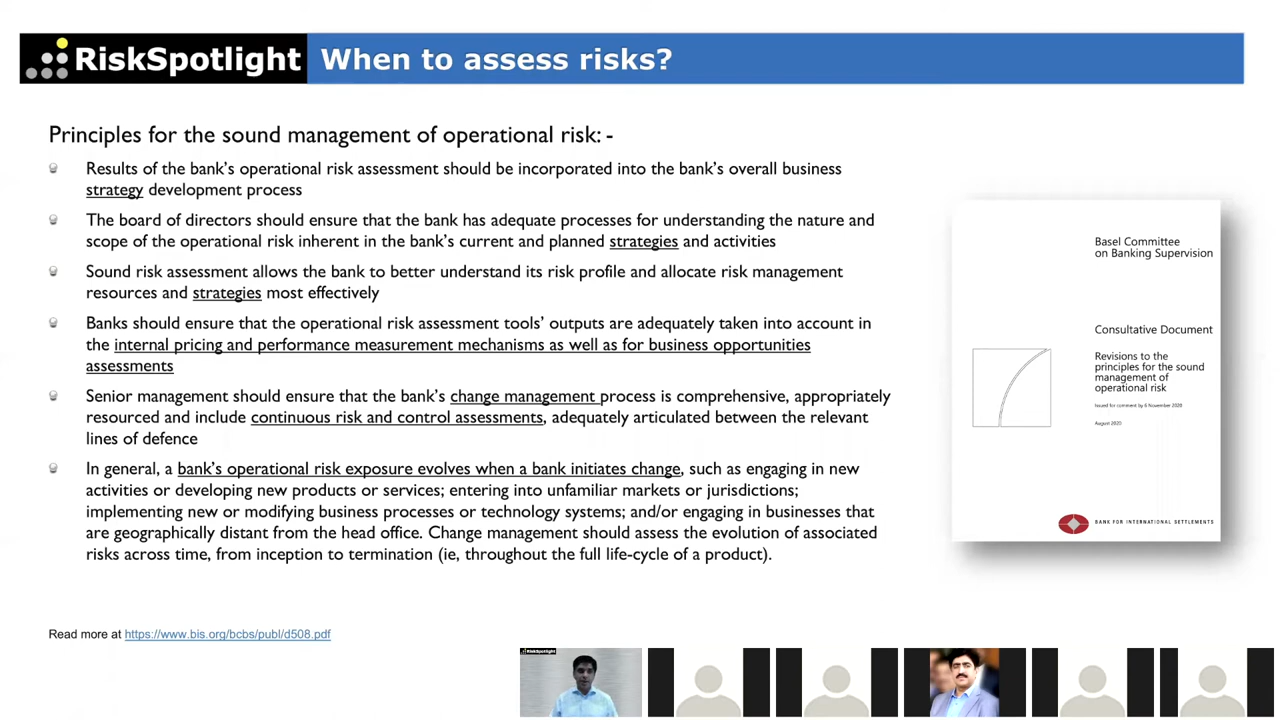 RiskSpotlight
When to assess risks?
Principles for the sound management of operational risk: -
Results of the bank's operational risk assessment should be incorporated into the bank's overall business
strategy development process
The board of directors should ensure that the bank has adequate processes for understanding the nature and
scope of the operational risk inherent in the bank's current and planned strategies and activities
Sound risk assessment allows the bank to better understand its risk profile and allocate risk management
resources and strategies most effectively
Banks should ensure that the operational risk assessment tools' outputs are adequately taken into account in
the internal pricing and performance measurement mechanisms as well as for business opportunities
assessments
Senior management should ensure that the bank's change management process is comprehensive, appropriately
resourced and include continuous risk and control assessments, adequately articulated between the relevant
lines of defence
In general, a bank's operational risk exposure evolves when a bank initiates change, such as engaging in new
activities or developing new products or services; entering into unfamiliar markets or jurisdictions;
implementing new or modifying business processes or technology systems; and/or engaging in businesses that
are geographically distant from the head office. Change management should assess the evolution of associated
risks across time, from inception to termination (ie, throughout the full life-cycle of a product).
Read more at https://www.bis.org/bcbs/publ/d508.pdf
Basel Committee
on Banking Supervision
Consultative Document
Revisions to the
principles for the sound
management of
operational risk
Issued for comment by 6 November 2020
August 2020
BANK FOR INTERNATIONAL SETTLEMENTS
RiskSpotlight